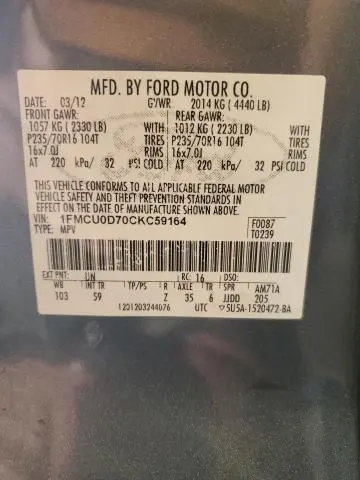 MFD. BY FORD MOTOR CO.
DATE: 03/12 GVWR: 2014 KG ( 4440 LB)
FRONT GAWR: REAR GAWR:
1057 KG ( 2330 LB) WITH 1012 KG ( 2230 LB) WITH
P235/70R16 104T TIRES P235/70R16 104T TIRES
16x7.0J RIMS 16x7.0J RIMS
AT 220 kPa/ 32 PSI COLD AT 220 kPa/ 32 PSI COLD
THIS VEHICLE CONFORMS TO ALL APPLICABLE FEDERAL MOTOR
VEHICLE SAFETY AND THEFT PREVENTION STANDARDS IN EFFECT ON THE
DATE OF MANUFACTURE SHOWN ABOVE.
VIN: 1FMCU0D70CKC59164 F0087
TYPE: MPV T0239
EXT PNT: UN RC: 16 DSO:
WB INT TR TP/PS R AXLE TR SPR AM71A
103 59 Z 35 6 JJDD 205
1231203244076 UTC 5U5A-1520472-BA